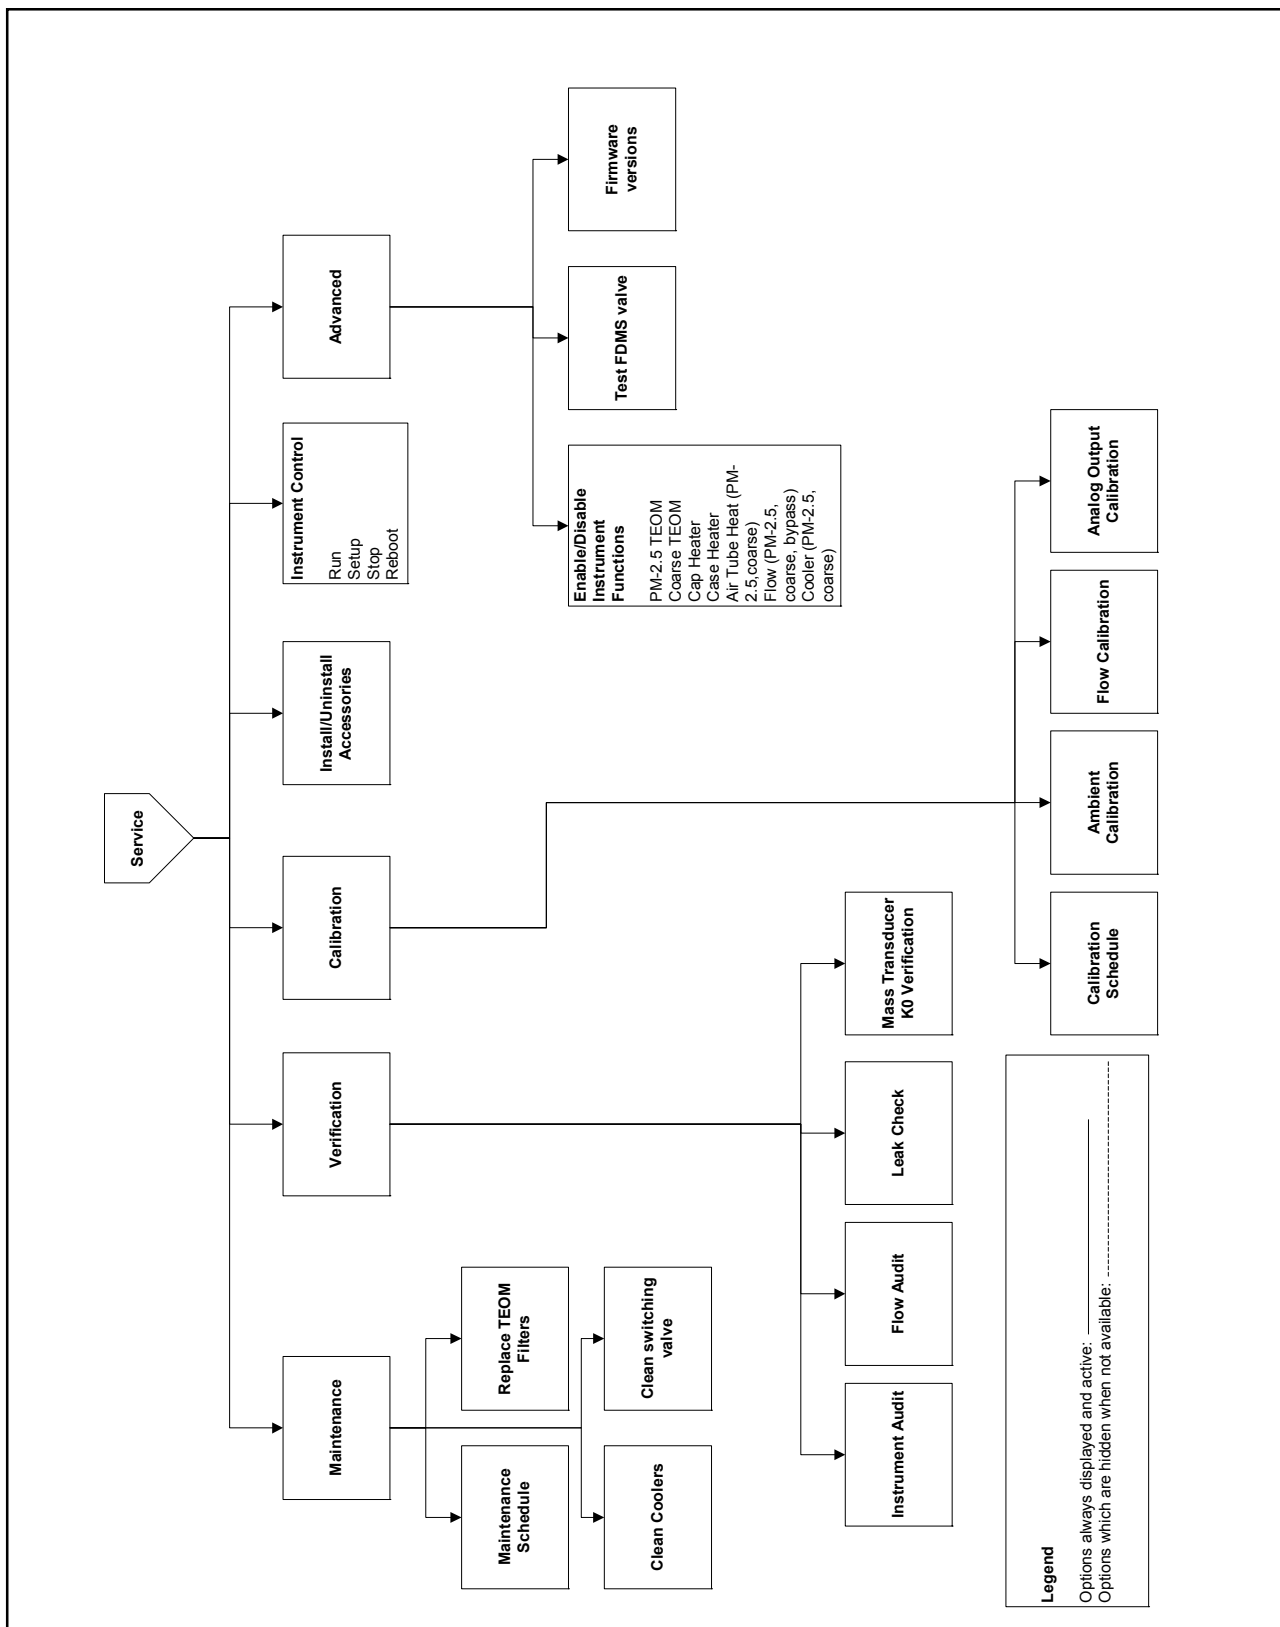 Service
Maintenance
Verification
Calibration
Install/Uninstall
Accessories
Instrument Control
Run
Setup
Stop
Reboot
Advanced
Maintenance
Schedule
Replace TEOM
Filters
Clean Coolers
Clean switching
valve
Enable/Disable
Instrument
Functions
PM-2.5 TEOM
Coarse TEOM
Cap Heater
Case Heater
Air Tube Heat (PM-
2.5,coarse)
Flow (PM-2.5,
coarse, bypass)
Cooler (PM-2.5,
coarse)
Test FDMS valve
Firmware
versions
Instrument Audit
Flow Audit
Leak Check
Mass Transducer
K0 Verification
Calibration
Schedule
Ambient
Calibration
Flow Calibration
Analog Output
Calibration
Legend
Options always displayed and active:
Options which are hidden when not available: